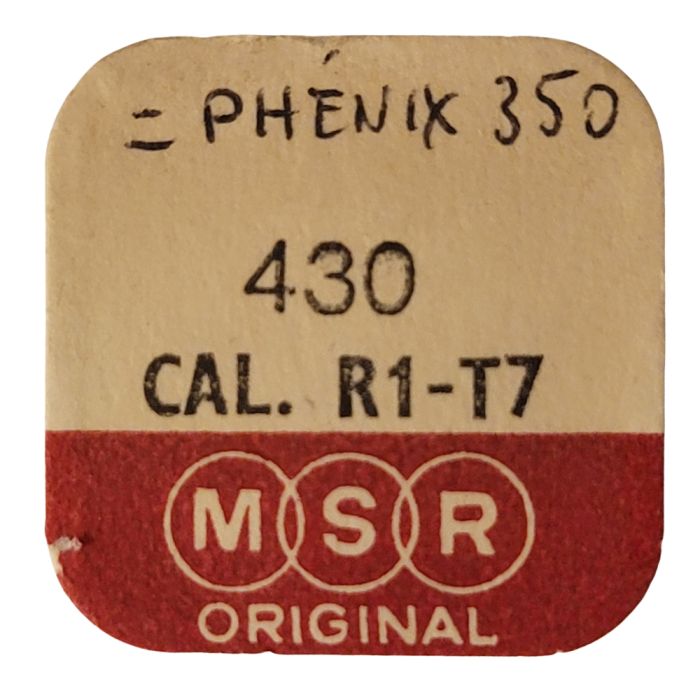 = PHÉNIX 350
430
CAL. R1-T7
MSR
ORIGINAL